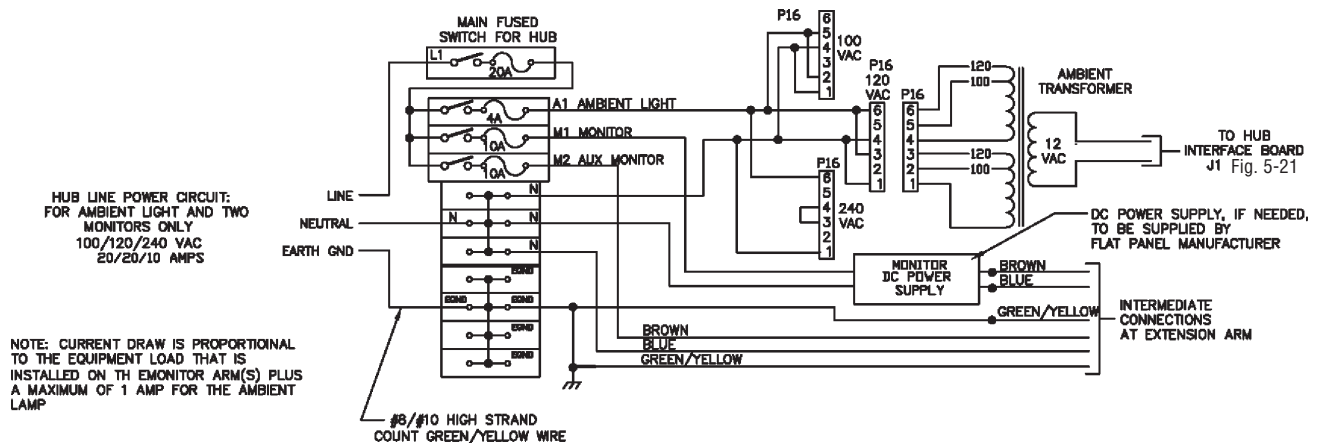 MAIN FUSED
SWITCH FOR HUB
L1
20A
A1 AMBIENT LIGHT
4A
M1 MONITOR
10A
M2 AUX MONITOR
10A
P16
6
5
4
3
2
1
100
VAC
P16
120
VAC
6
5
4
3
2
1
P16
6
5
4
3
2
1
120
100
120
100
AMBIENT
TRANSFORMER
12
VAC
TO HUB
INTERFACE BOARD
J1 Fig. 5-21
P16
6
5
4
3
2
1
240
VAC
HUB LINE POWER CIRCUIT:
FOR AMBIENT LIGHT AND TWO
MONITORS ONLY
100/120/240 VAC
20/20/10 AMPS
LINE
NEUTRAL
EARTH GND
N
N
N
N
EGND
EGND
EGND
EGND
EGND
DC POWER SUPPLY, IF NEEDED,
TO BE SUPPLIED BY
FLAT PANEL MANUFACTURER
MONITOR
DC POWER
SUPPLY
BROWN
BLUE
GREEN/YELLOW
INTERMEDIATE
CONNECTIONS
AT EXTENSION ARM
BROWN
BLUE
GREEN/YELLOW
NOTE: CURRENT DRAW IS PROPORTIONAL
TO THE EQUIPMENT LOAD THAT IS
INSTALLED ON TH EMONITOR ARM(S) PLUS
A MAXIMUM OF 1 AMP FOR THE AMBIENT
LAMP
#8/#10 HIGH STRAND
COUNT GREEN/YELLOW WIRE